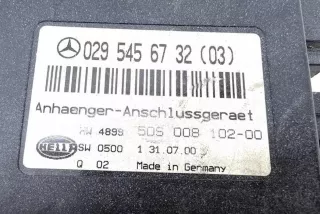 029 545 67 32 (03)
Anhaenger-Anschlussgeraet
HW 4899 5DS 008 102-00
HELLA SW 0500 1 31.07.00
Q 02 Made in Germany